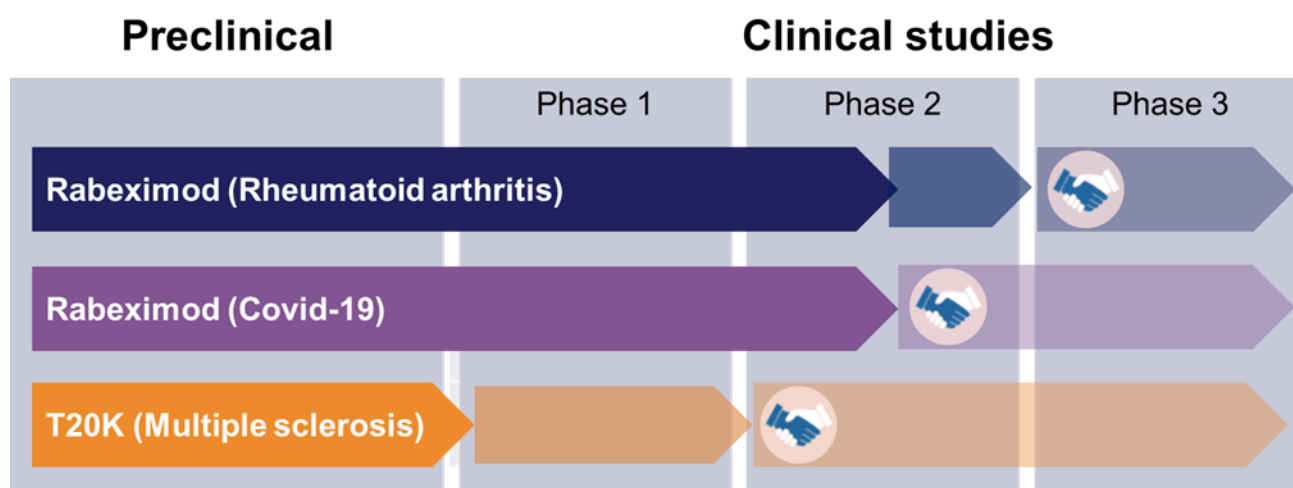 Preclinical
Clinical studies
Phase 1
Phase 2
Phase 3
Rabeximod (Rheumatoid arthritis)
Rabeximod (Covid-19)
T20K (Multiple sclerosis)